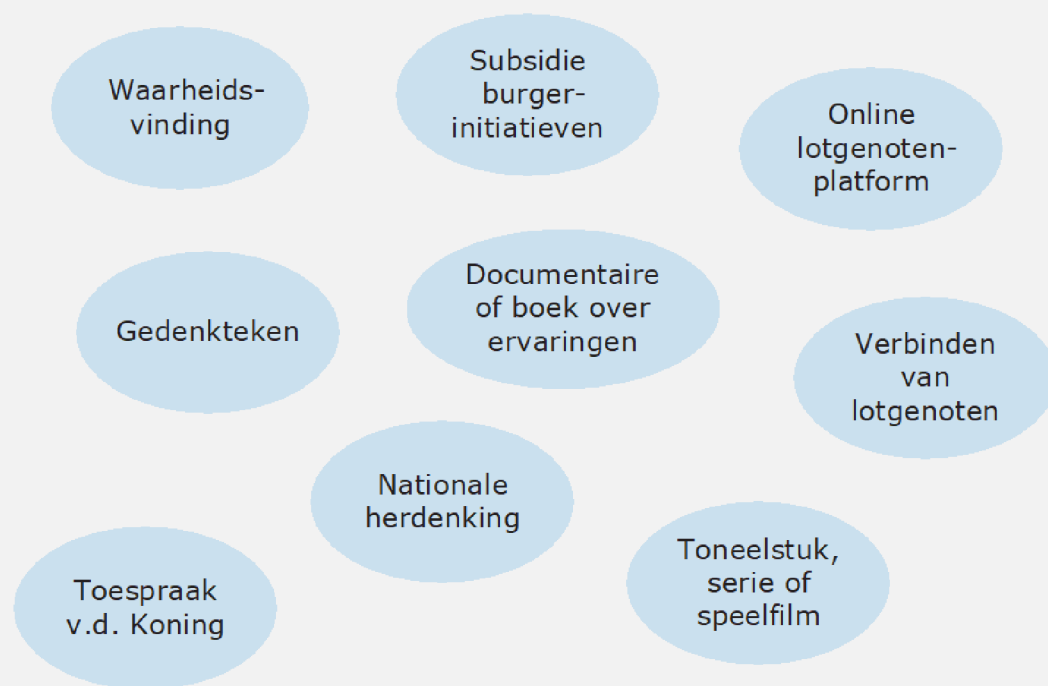 Waarheids-
vinding
Subsidie
burger-
initiatieven
Online
lotgenoten-
platform
Gedenkteken
Documentaire
of boek over
ervaringen
Verbinden
van
lotgenoten
Nationale
herdenking
Toneelstuk,
serie of
speelfilm
Toespraak
v.d. Koning